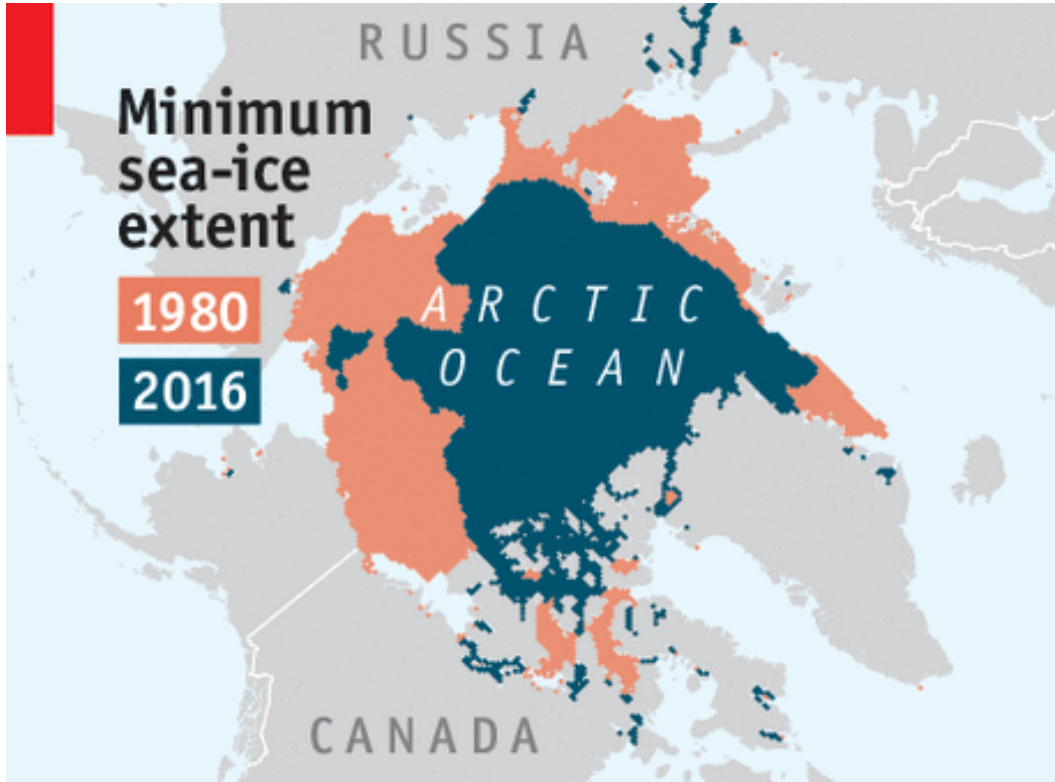 RUSSIA
Minimum
sea-ice
extent
1980
2016
ARCTIC
OCEAN
CANADA